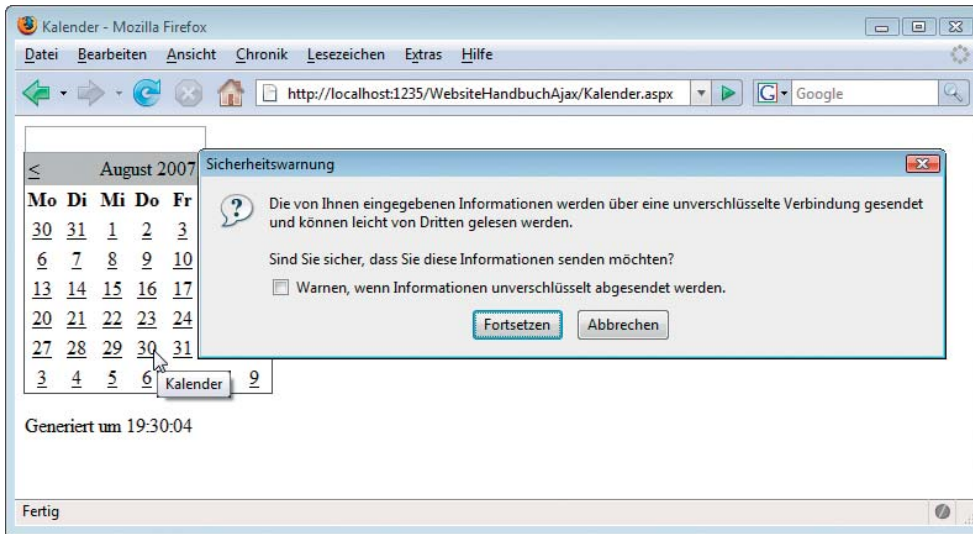 Kalender - Mozilla Firefox
Datei Bearbeiten Ansicht Chronik Lesezeichen Extras Hilfe
http://localhost:1235/WebsiteHandbuchAjax/Kalender.aspx G Google
< August 2007
Mo Di Mi Do Fr
30 31 1 2 3
6 7 8 9 10
13 14 15 16 17
20 21 22 23 24
27 28 29 30 31
3 4 5 6 9
Kalender
Sicherheitswarnung
Die von Ihnen eingegebenen Informationen werden über eine unverschlüsselte Verbindung gesendet
und können leicht von Dritten gelesen werden.
Sind Sie sicher, dass Sie diese Informationen senden möchten?
Warnen, wenn Informationen unverschlüsselt abgesendet werden.
Fortsetzen Abbrechen
Generiert um 19:30:04
Fertig